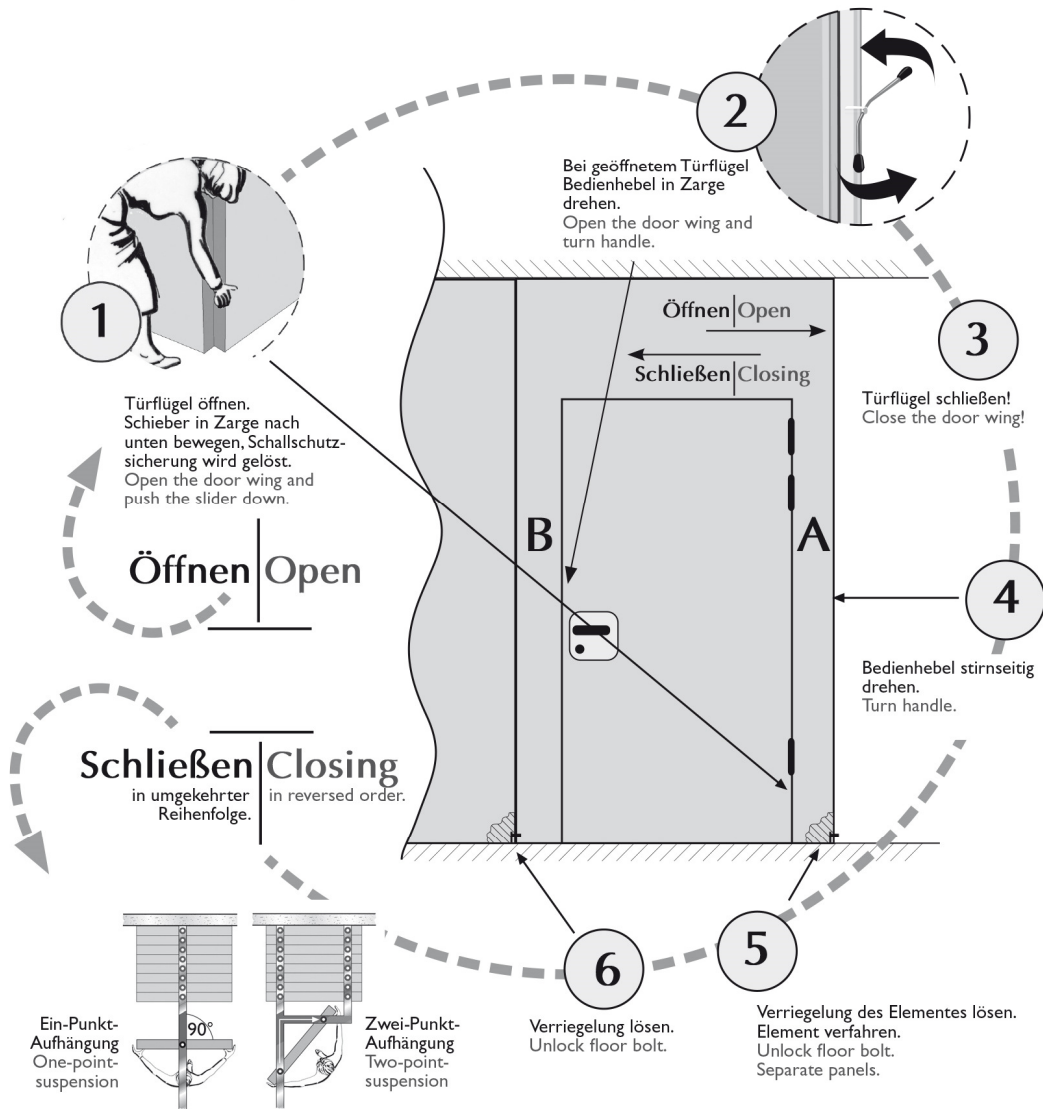 1
Türflügel öffnen.
Schieber in Zarge nach
unten bewegen, Schallschutz-
sicherung wird gelöst.
Open the door wing and
push the slider down.
2
Bei geöffnetem Türflügel
Bedienhebel in Zarge
drehen.
Open the door wing and
turn handle.
3
Türflügel schließen!
Close the door wing!
4
Bedienhebel stirnseitig
drehen.
Turn handle.
5
Verriegelung des Elementes lösen.
Element verfahren.
Unlock floor bolt.
Separate panels.
6
Verriegelung lösen.
Unlock floor bolt.
Öffnen Open
Schließen Closing
B
A
Öffnen Open
Schließen Closing
in umgekehrter in reversed order.
Reihenfolge.
Ein-Punkt-
Aufhängung
One-point-
suspension
90°
Zwei-Punkt-
Aufhängung
Two-point-
suspension